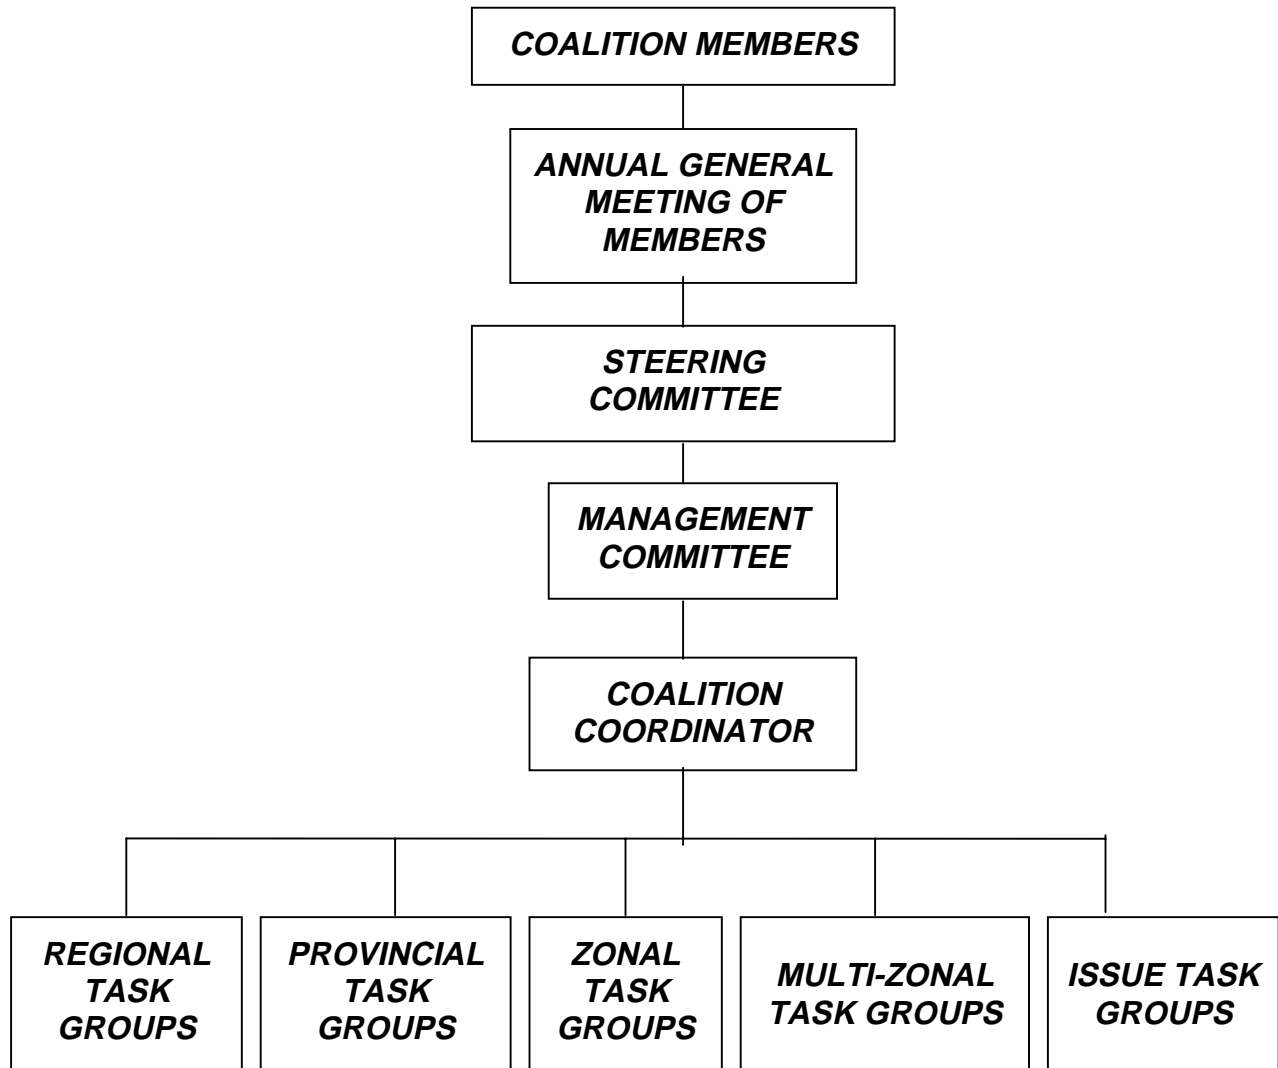 COALITION MEMBERS
ANNUAL GENERAL
MEETING OF
MEMBERS
STEERING
COMMITTEE
MANAGEMENT
COMMITTEE
COALITION
COORDINATOR
REGIONAL
TASK
GROUPS
PROVINCIAL
TASK
GROUPS
ZONAL
TASK
GROUPS
MULTI-ZONAL
TASK GROUPS
ISSUE TASK
GROUPS